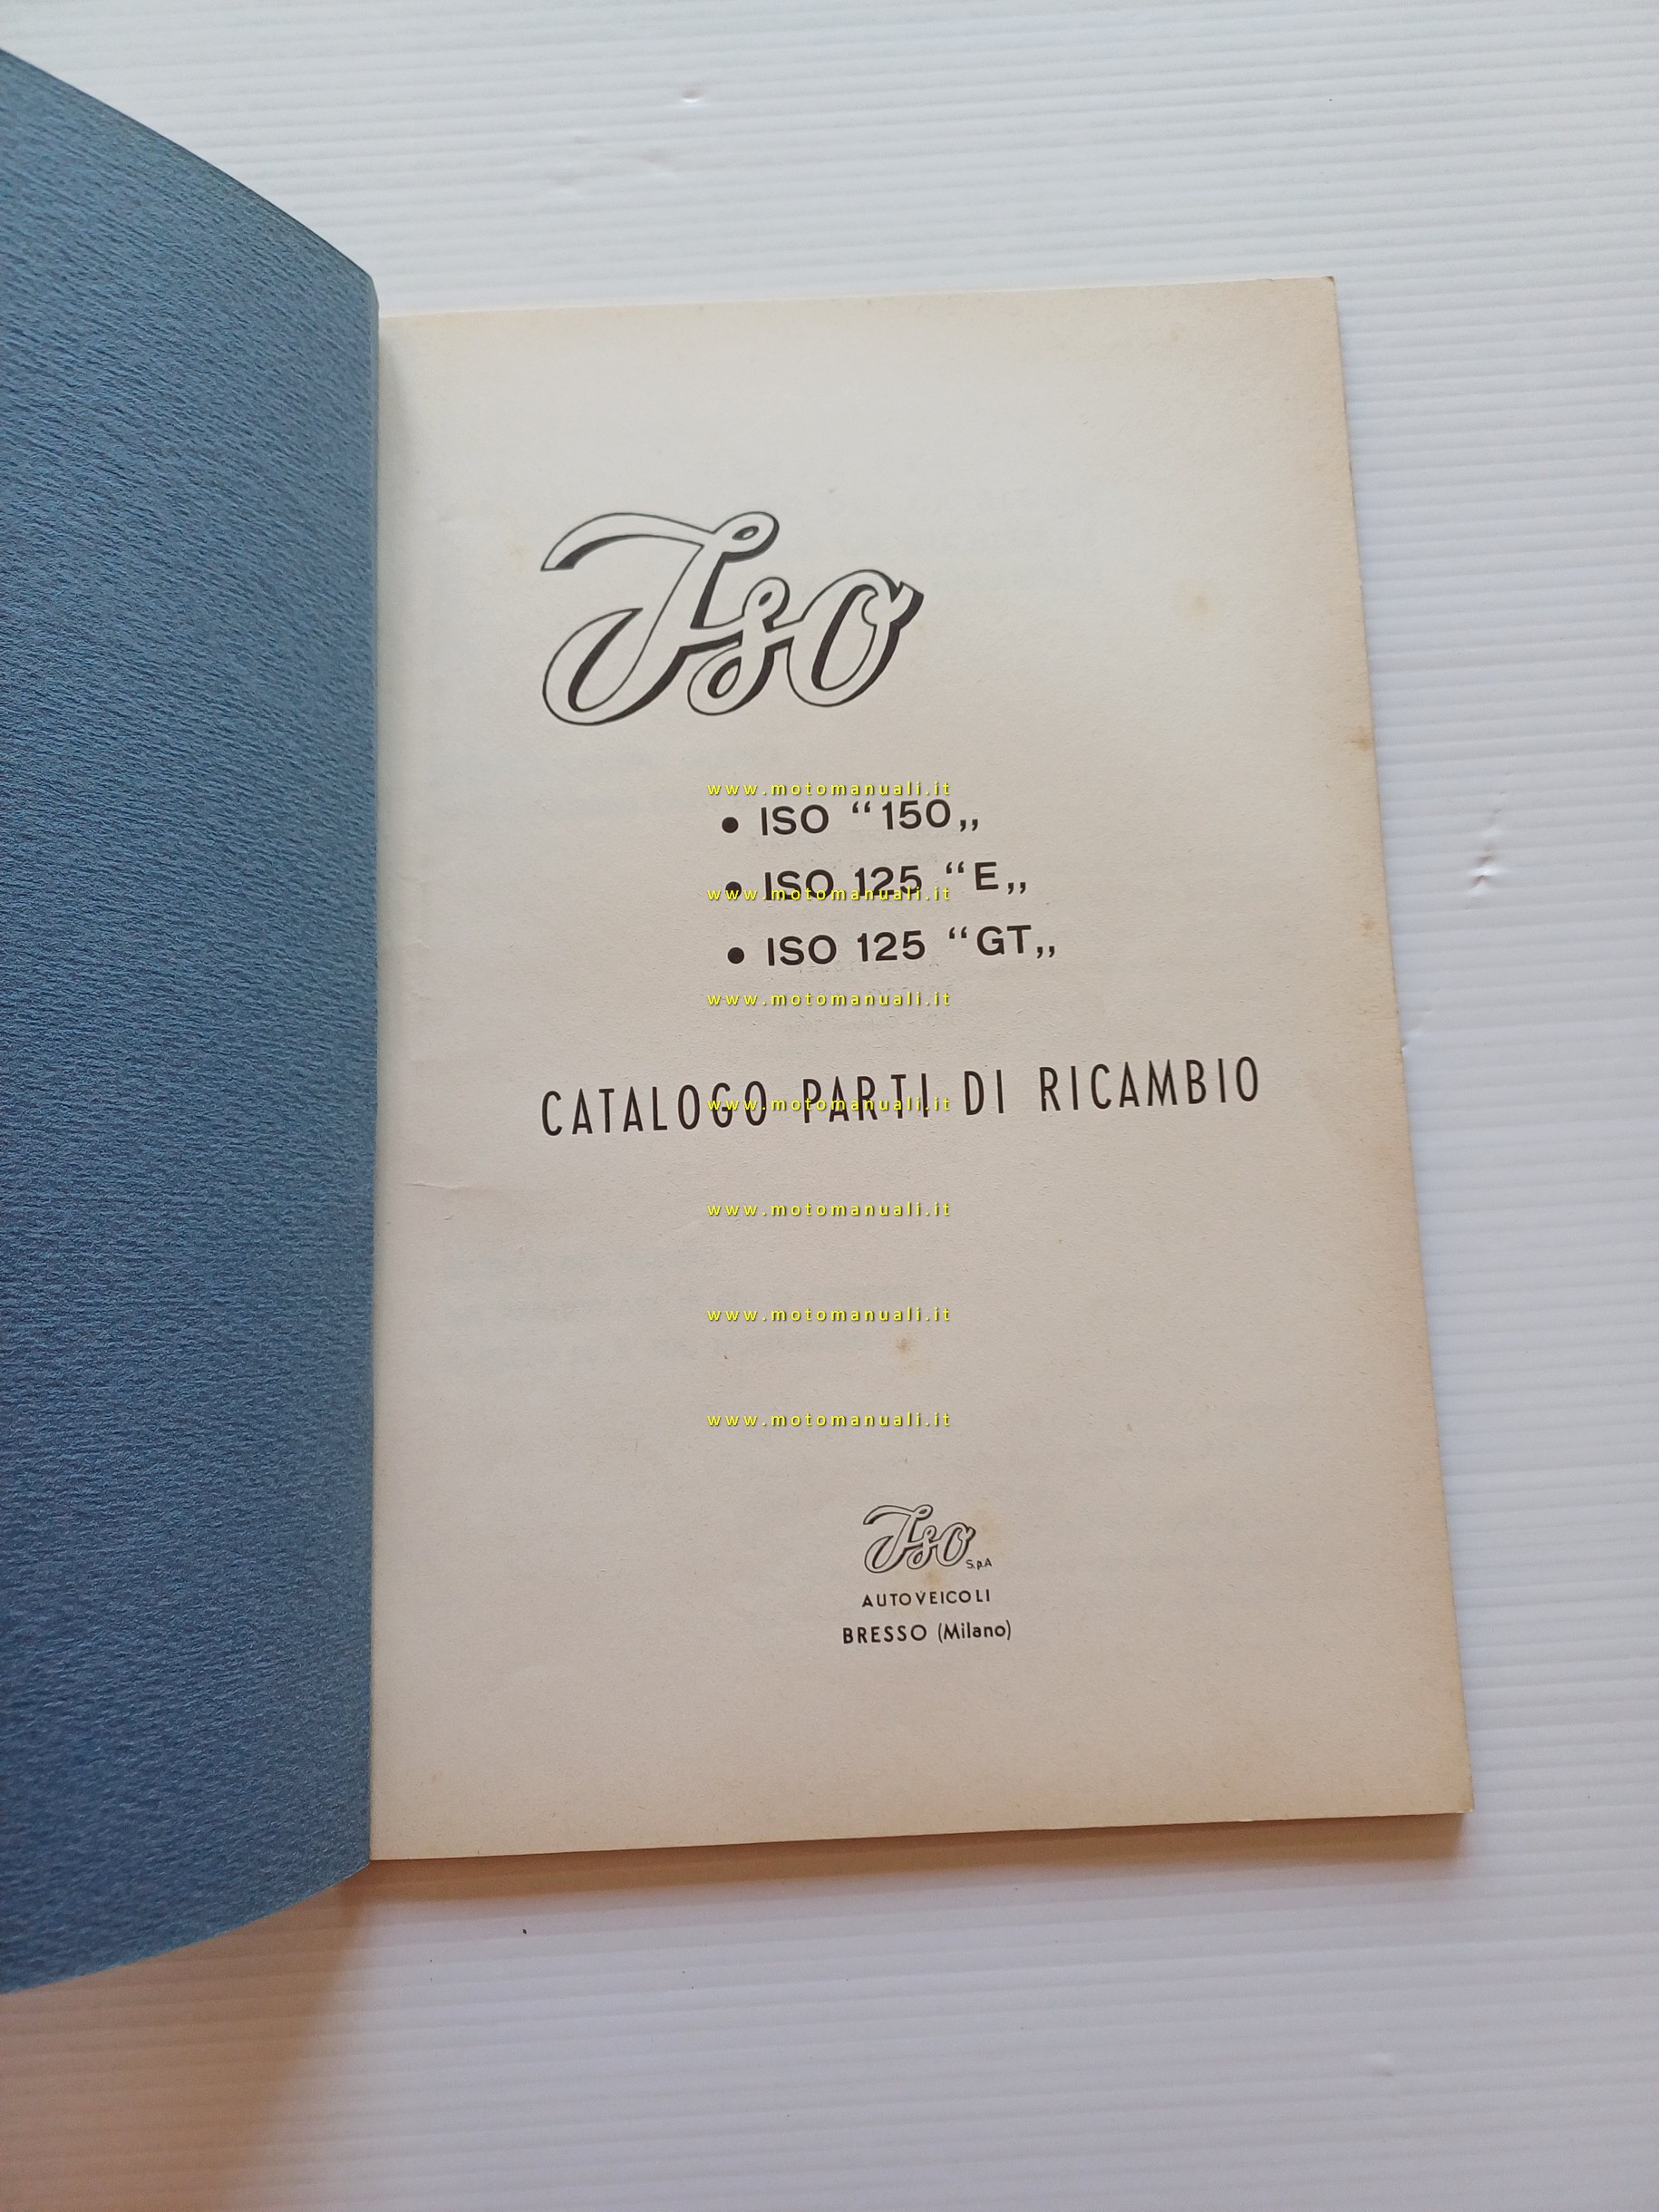 Iso
www.motomanuali.it
• ISO “150„
• ISO 125 “E„
www.motomanuali.it
• ISO 125 “GT„
www.motomanuali.it
CATALOGO PARTI DI RICAMBIO
www.motomanuali.it
www.motomanuali.it
www.motomanuali.it
www.motomanuali.it
Iso S.p.A
AUTOVEICOLI
BRESSO (Milano)